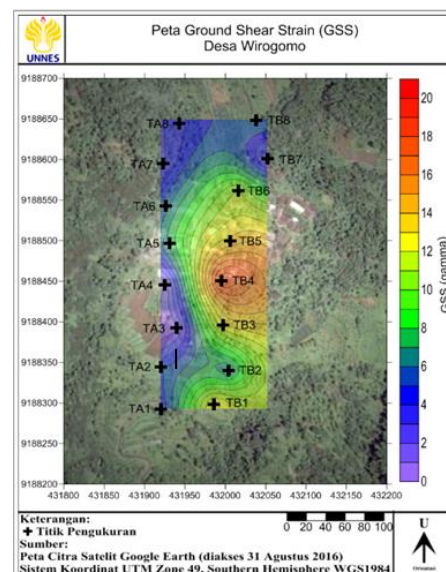 Peta Ground Shear Strain (GSS)
Desa Wirogomo
UNNES
9188700
9188650
9188600
9188550
9188500
9188450
9188400
9188350
9188300
9188250
9188200
TA8
TB8
TA7
TB7
TA6
TB6
TA5
TB5
TA4
TB4
TA3
TB3
TA2
TB2
TA1
TB1
431800 431850 431900 431950 432000 432050 432100 432150 432200
20
18
16
14
12
10
8
6
4
2
0
GSS (gamma)
Keterangan:
Titik Pengukuran
0 20 40 60 80 100
Sumber:
Peta Citra Satelit Google Earth (diakses 31 Agustus 2016)
Sistem Koordinat UTM Zone 49, Southern Hemisphere WGS1984
U